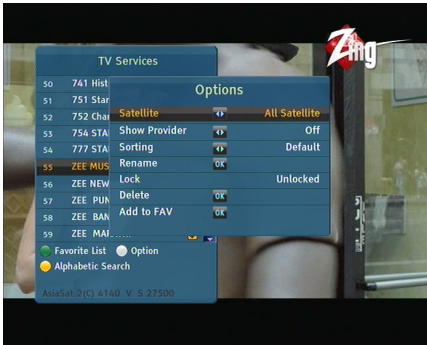 Zing
TV Services
50 741 Hist
51 751 Star
52 752 Cha
53 754 STA
54 777 STA
55 ZEE MUS
56 ZEE NEW
57 ZEE PUN
58 ZEE BAN
59 ZEE MA
Options
Satellite All Satellite
Show Provider Off
Sorting Default
Rename OK
Lock Unlocked
Delete OK
Add to FAV OK
Favorite List Option
Alphabetic Search
AsiaSat 2(C) 4140 V S 27500